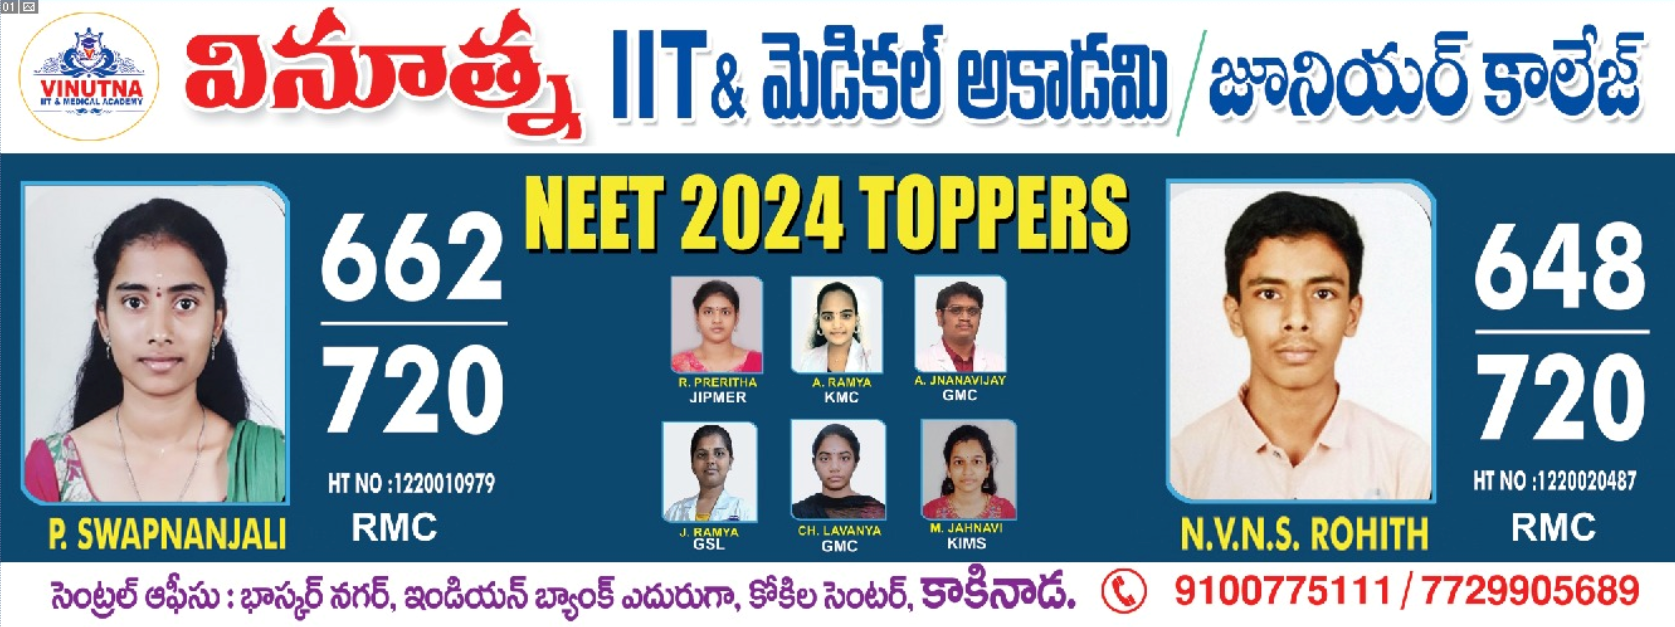 01
VINUTNA
IIT & MEDICAL ACADEMY
వినూత్న IIT & మెడికల్ అకాడమి / జూనియర్ కాలేజ్
NEET 2024 TOPPERS
662
720
HT NO :1220010979
RMC
P. SWAPNANJALI
R. PRERITHA
JIPMER
A. RAMYA
KMC
A. JNANAVIJAY
GMC
J. RAMYA
GSL
CH. LAVANYA
GMC
M. JAHNAVI
KIMS
648
720
HT NO :1220020487
RMC
N.V.N.S. ROHITH
సెంట్రల్ ఆఫీసు : భాస్కర్ నగర్, ఇండియన్ బ్యాంక్ ఎదురుగా, కోకిల సెంటర్, కాకినాడ. 9100775111 / 7729905689